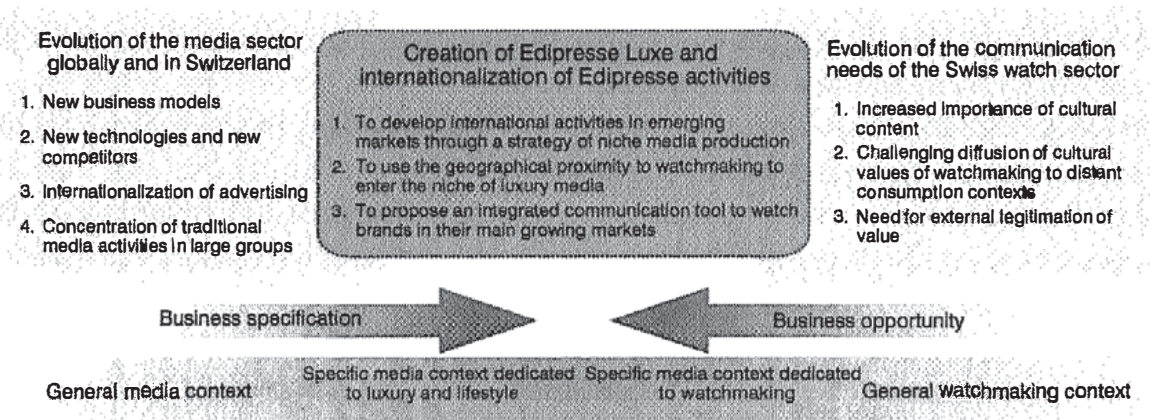 Evolution of the media sector
globally and in Switzerland
1. New business models
2. New technologies and new
competitors
3. Internationalization of advertising
4. Concentration of traditional
media activities in large groups
Creation of Edipresse Luxe and
internationalization of Edipresse activities
1. To develop international activities in emerging
markets through a strategy of niche media production
2. To use the geographical proximity to watchmaking to
enter the niche of luxury media
3. To propose an integrated communication tool to watch
brands in their main growing markets
Evolution of the communication
needs of the Swiss watch sector
1. Increased importance of cultural
content
2. Challenging diffusion of cultural
values of watchmaking to distant
consumption contexts
3. Need for external legitimation of
value
Business specification
Business opportunity
General media context
Specific media context dedicated
to luxury and lifestyle
Specific media context dedicated
to watchmaking
General watchmaking context